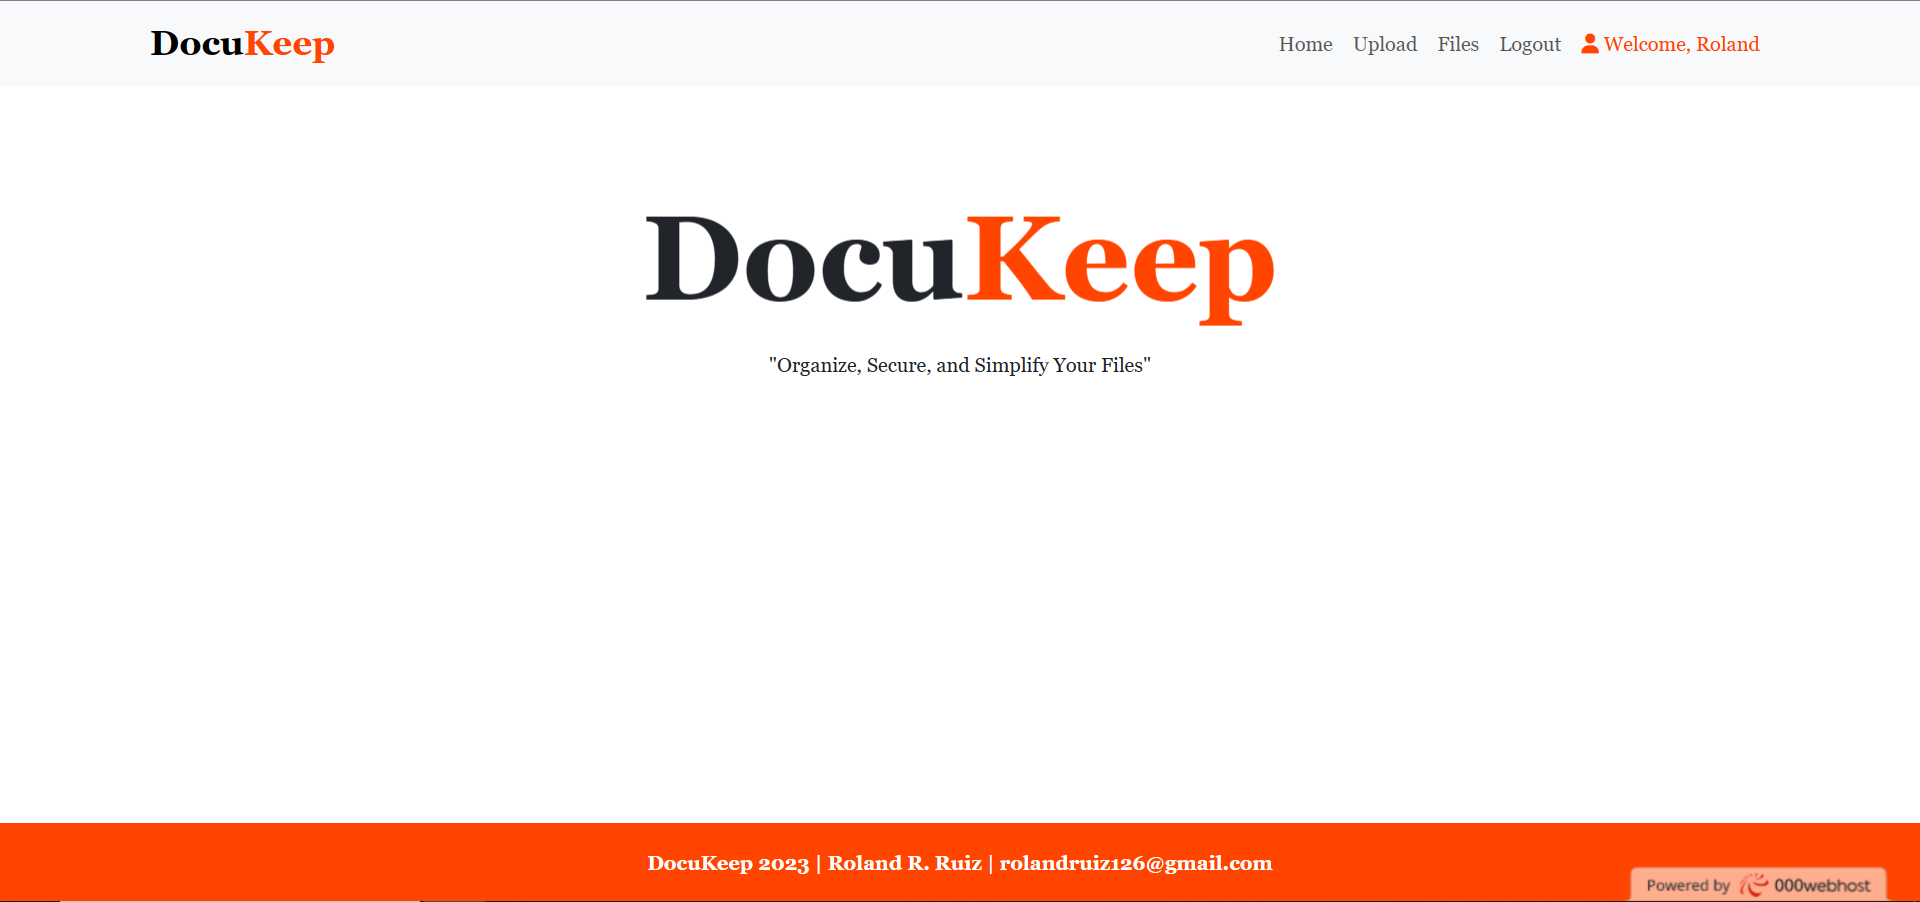 DocuKeep
Home Upload Files Logout Welcome, Roland
DocuKeep
"Organize, Secure, and Simplify Your Files"
DocuKeep 2023 | Roland R. Ruiz | rolandruiz126@gmail.com
Powered by 000webhost